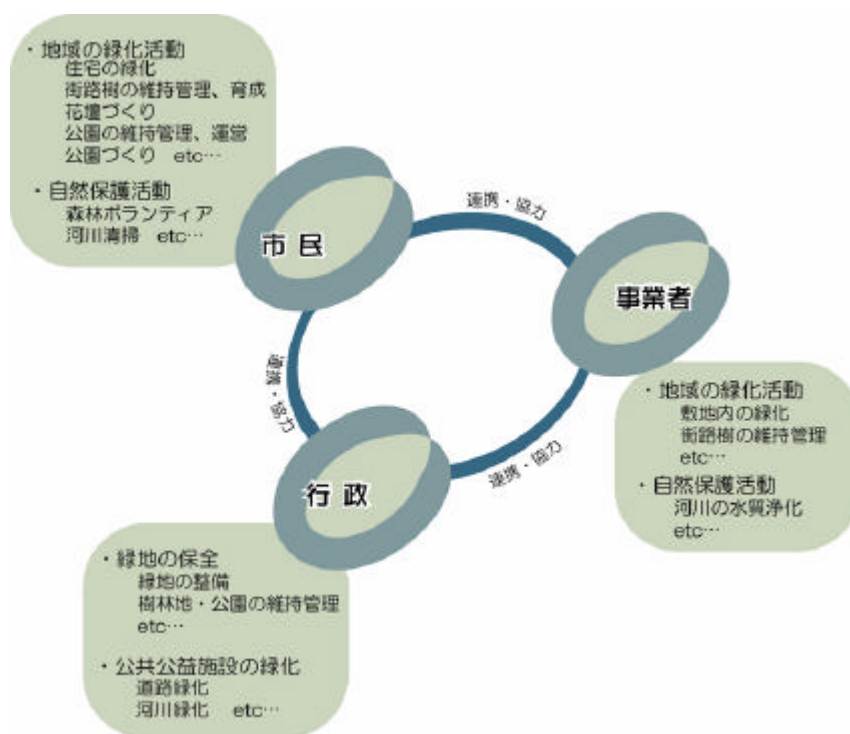 ・地域の緑化活動
住宅の緑化
街路樹の維持管理、育成
花壇づくり
公園の維持管理、運営
公園づくり etc…
・自然保護活動
森林ボランティア
河川清掃 etc…
市民
連携・協力
事業者
・地域の緑化活動
敷地内の緑化
街路樹の維持管理
etc…
・自然保護活動
河川の水質浄化
etc…
連携・協力
連携・協力
行政
・緑地の保全
緑地の整備
樹林地・公園の維持管理
etc…
・公共公益施設の緑化
道路緑化
河川緑化 etc…